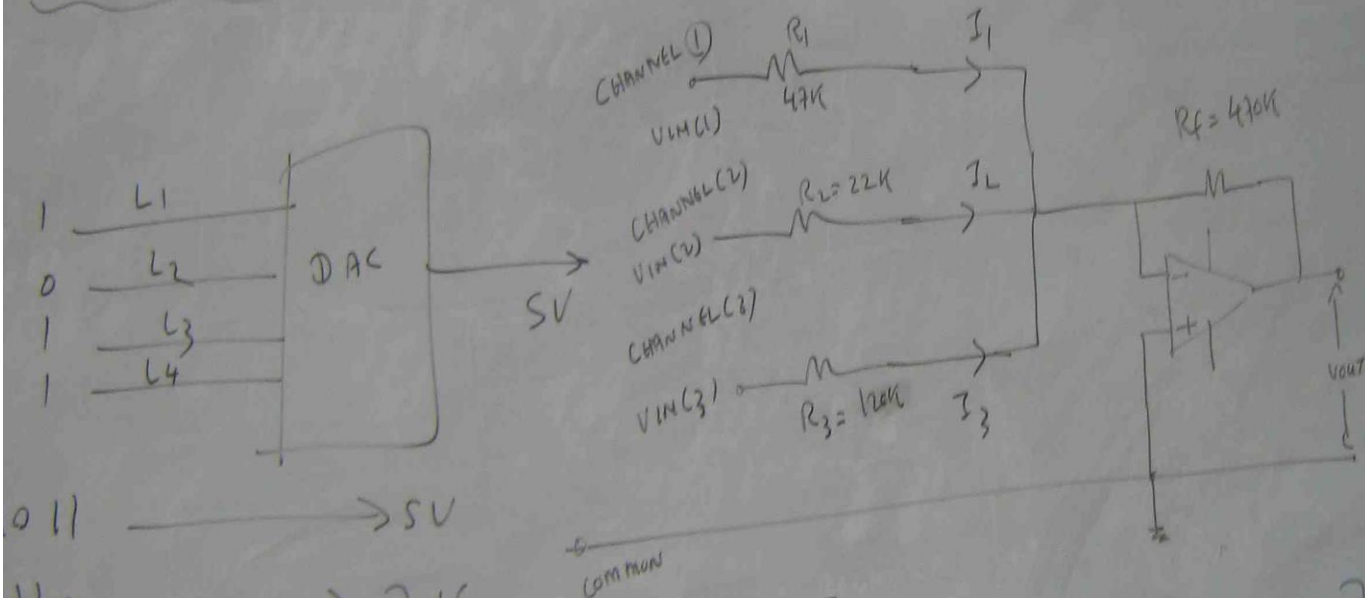 1 L1
0 L2
1 L3
1 L4
DAC
5V
011 → 5V
CHANNEL (1)
VIN(1)
R1
47K
I1
CHANNEL(2)
VIN(2)
R2=22K
I2
CHANNEL(3)
VIN(3)
R3=120K
I3
Rf=470K
-
+
VOUT
COMMON